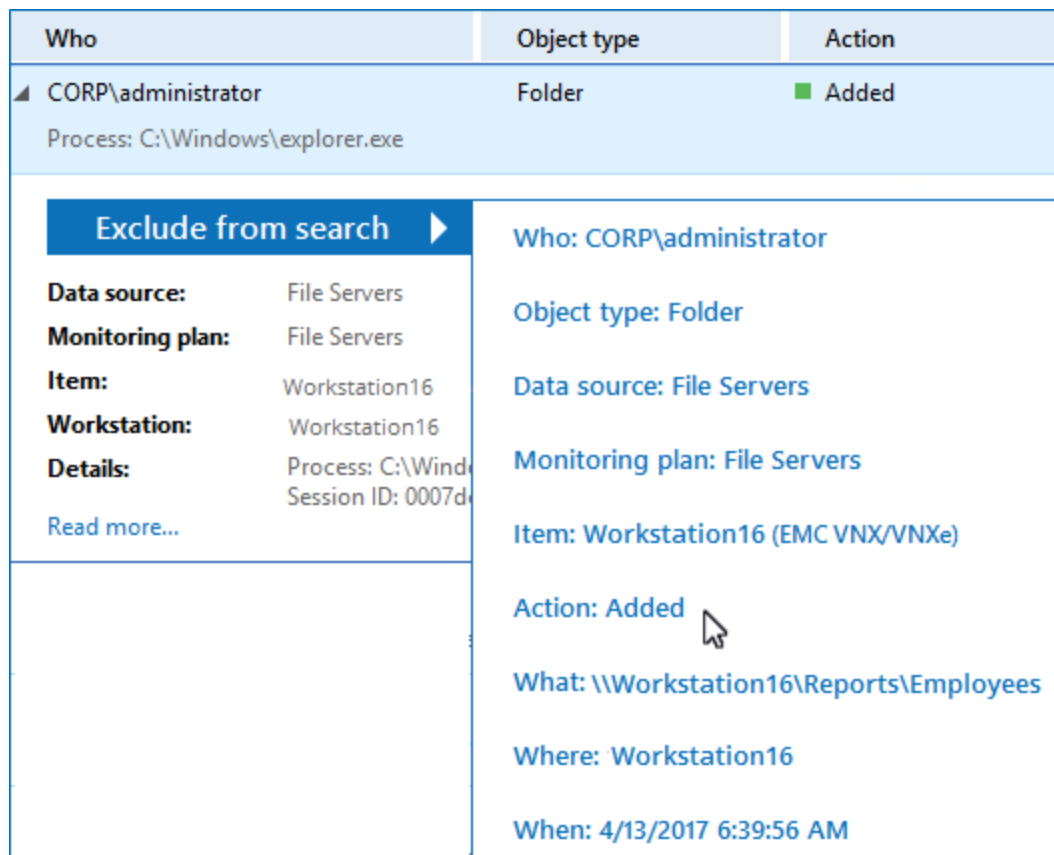 Who Object type Action
CORP\administrator Folder Added
Process: C:\Windows\explorer.exe
Exclude from search
Data source: File Servers
Monitoring plan: File Servers
Item: Workstation16
Workstation: Workstation16
Details: Process: C:\Wind
Session ID: 0007d
Read more...
Who: CORP\administrator
Object type: Folder
Data source: File Servers
Monitoring plan: File Servers
Item: Workstation16 (EMC VNX/VNXe)
Action: Added
What: \\Workstation16\Reports\Employees
Where: Workstation16
When: 4/13/2017 6:39:56 AM